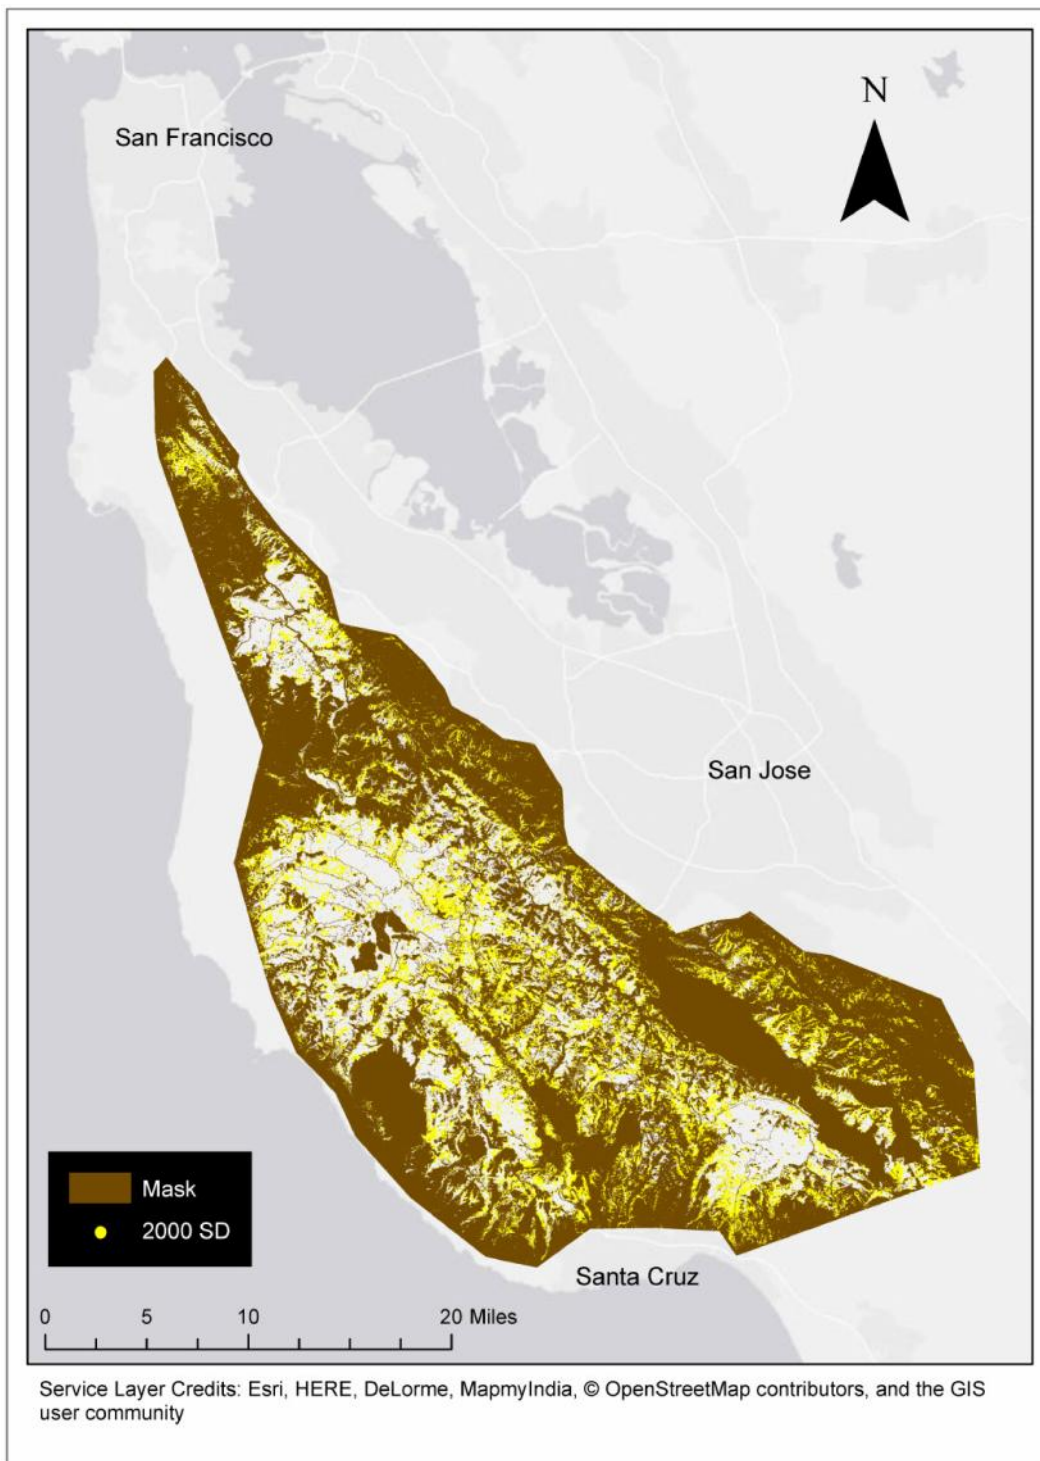 San Francisco
N
San Jose
Mask
2000 SD
Santa Cruz
0 5 10 20 Miles
Service Layer Credits: Esri, HERE, DeLorme, MapmyIndia, © OpenStreetMap contributors, and the GIS
user community